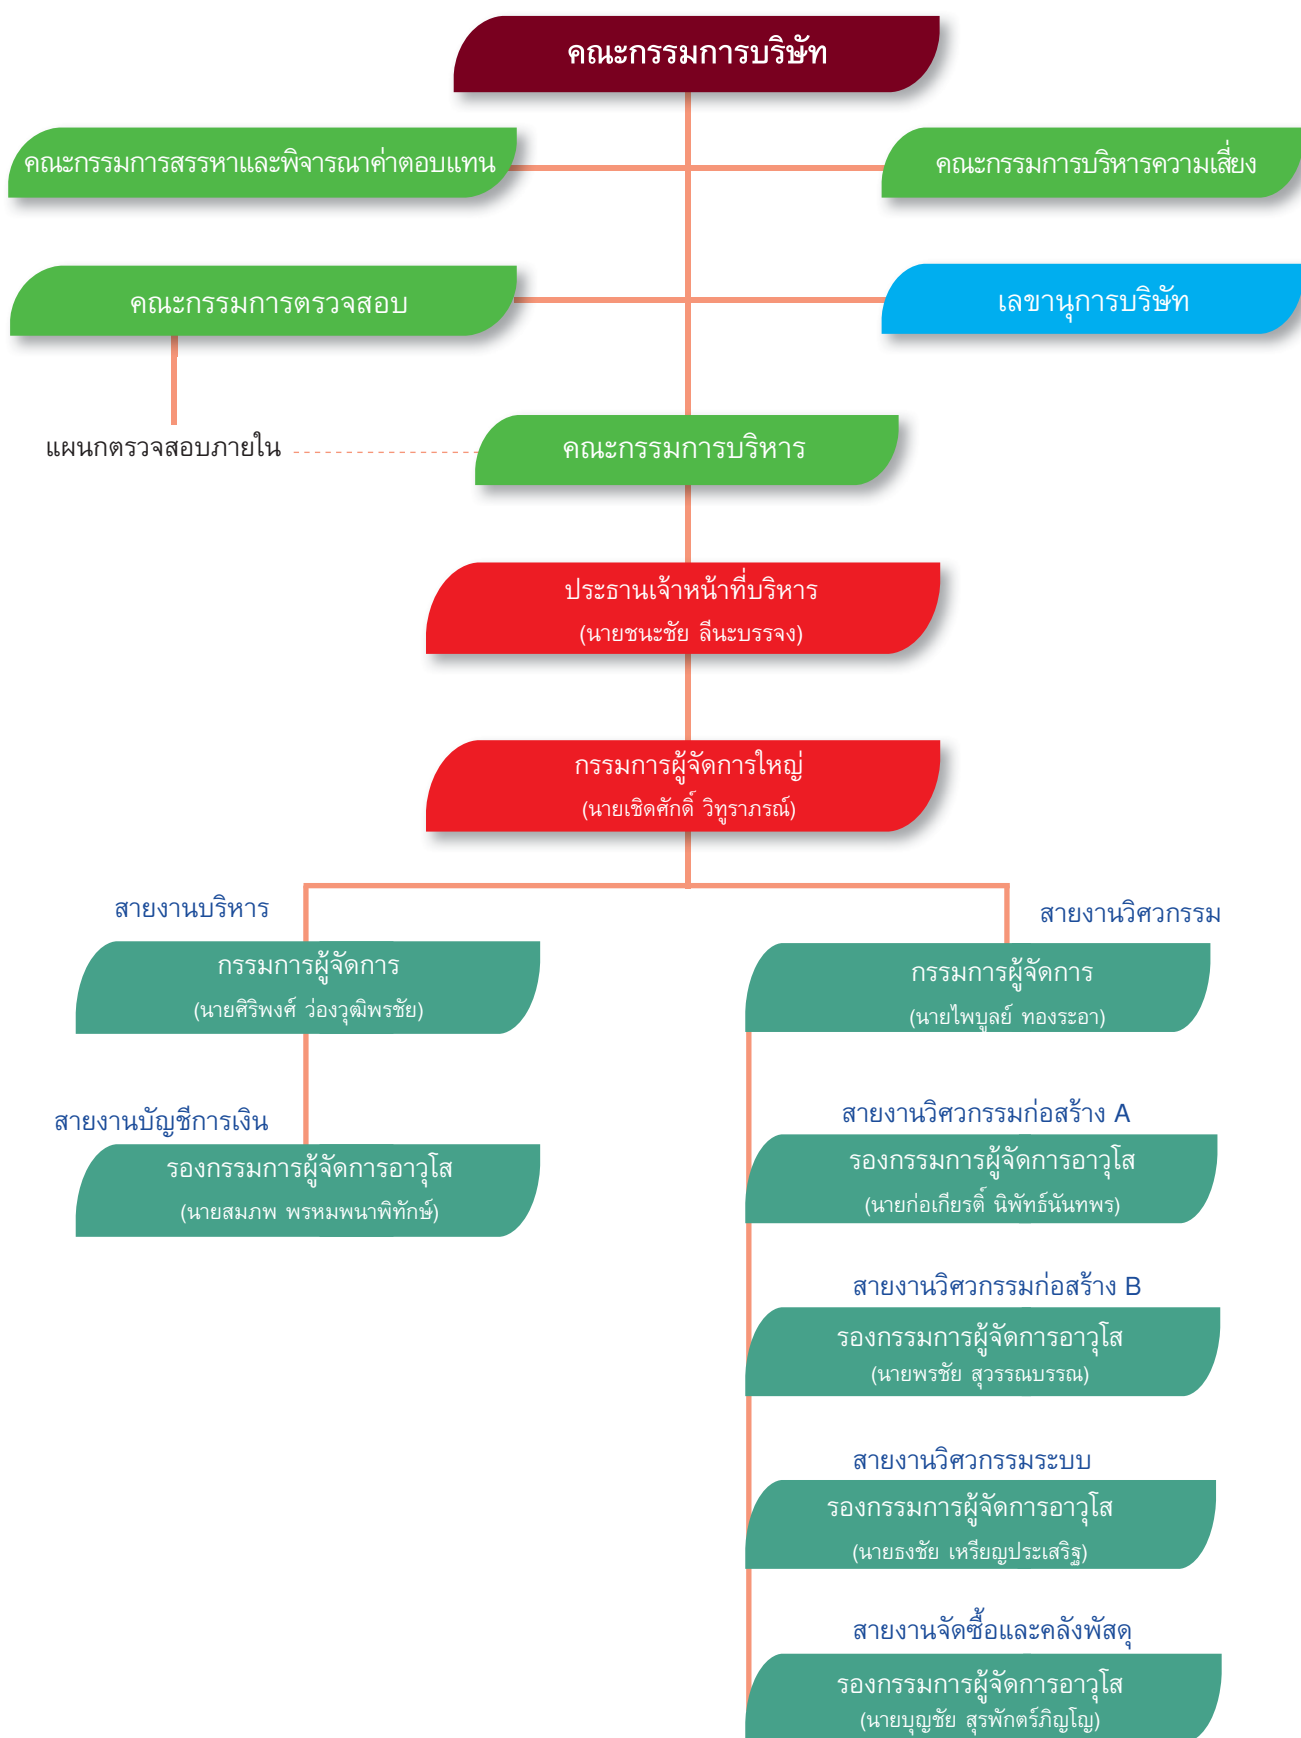 คณะกรรมการบริษัท
คณะกรรมการสรรหาและพิจารณาค่าตอบแทน
คณะกรรมการบริหารความเสี่ยง
คณะกรรมการตรวจสอบ
เลขานุการบริษัท
แผนกตรวจสอบภายใน
คณะกรรมการบริหาร
ประธานเจ้าหน้าที่บริหาร
(นายชนะชัย ลีนะบรรจง)
กรรมการผู้จัดการใหญ่
(นายเชิดศักดิ์ วิทูราภรณ์)
สายงานบริหาร
กรรมการผู้จัดการ
(นายศิริพงศ์ ว่องวุฒิพรชัย)
สายงานบัญชีการเงิน
รองกรรมการผู้จัดการอาวุโส
(นายสมภพ พรหมพนาพิทักษ์)
สายงานวิศวกรรม
กรรมการผู้จัดการ
(นายไพบูลย์ ทองระอา)
สายงานวิศวกรรมก่อสร้าง A
รองกรรมการผู้จัดการอาวุโส
(นายก่อเกียรติ์ นิพัทธ์นันทพร)
สายงานวิศวกรรมก่อสร้าง B
รองกรรมการผู้จัดการอาวุโส
(นายพรชัย สุวรรณบรรณ)
สายงานวิศวกรรมระบบ
รองกรรมการผู้จัดการอาวุโส
(นายธงชัย เหรียญประเสริฐ)
สายงานจัดซื้อและคลังพัสดุ
รองกรรมการผู้จัดการอาวุโส
(นายบุญชัย สุรพักตร์ภิญโญ)